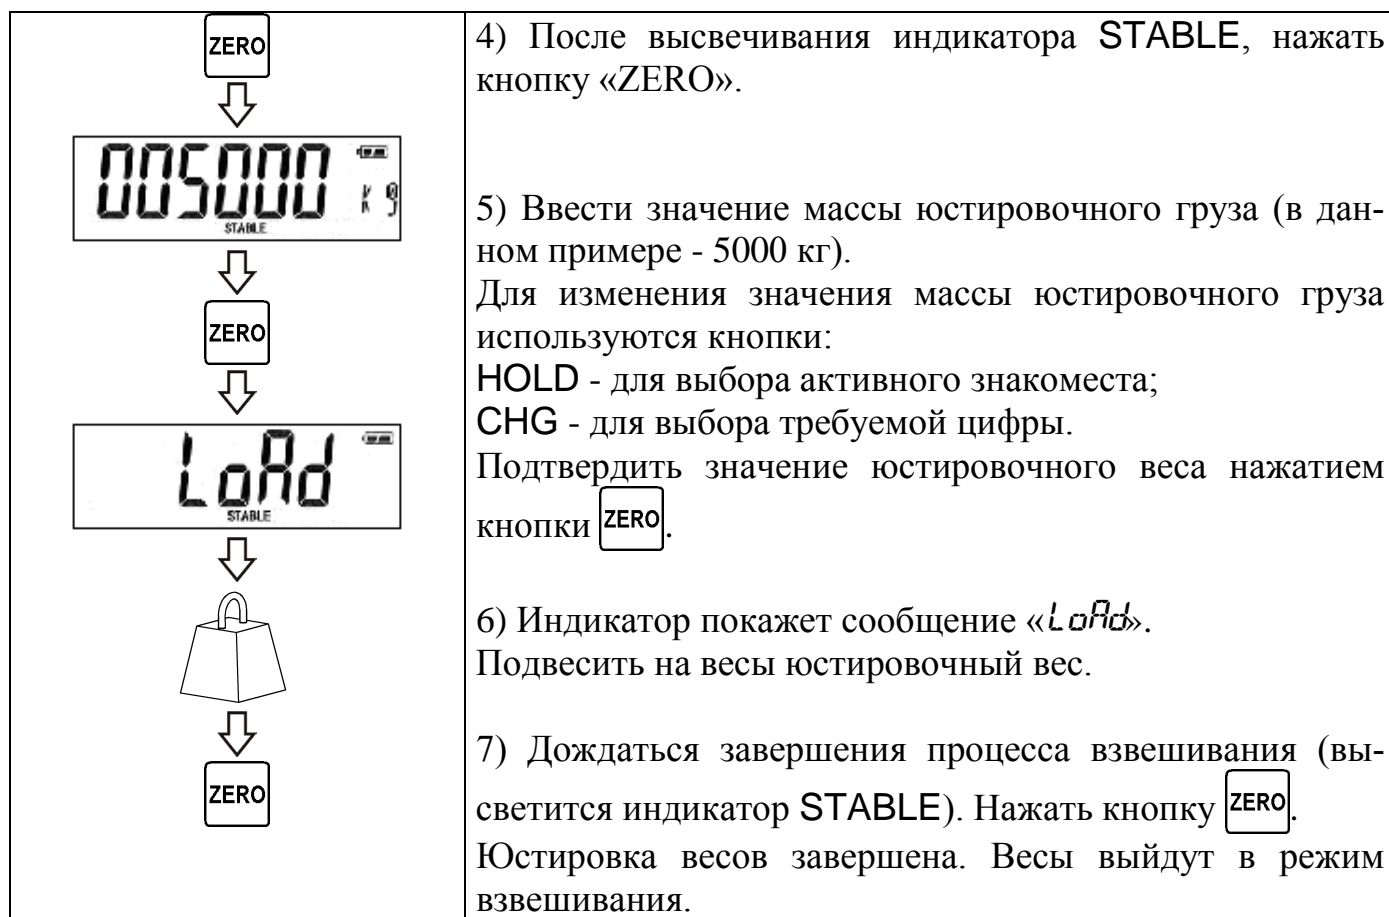 ZERO
005000 kg
STABLE
ZERO
LoAd
STABLE
ZERO
4) После высвечивания индикатора STABLE, нажать
кнопку «ZERO».
5) Ввести значение массы юстировочного груза (в дан-
ном примере - 5000 кг).
Для изменения значения массы юстировочного груза
используются кнопки:
HOLD - для выбора активного знакоместа;
CHG - для выбора требуемой цифры.
Подтвердить значение юстировочного веса нажатием
кнопки ZERO.
6) Индикатор покажет сообщение «LoAd».
Подвесить на весы юстировочный вес.
7) Дождаться завершения процесса взвешивания (вы-
светится индикатор STABLE). Нажать кнопку ZERO.
Юстировка весов завершена. Весы выйдут в режим
взвешивания.